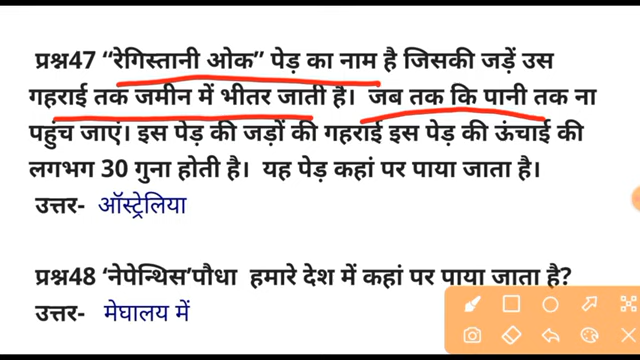 प्रश्न47 “रेगिस्तानी ओक” पेड़ का नाम है जिसकी जड़ें उस
गहराई तक जमीन में भीतर जाती है। जब तक कि पानी तक ना
पहुंच जाएं। इस पेड़ की जड़ों की गहराई इस पेड़ की ऊंचाई की
लगभग 30 गुना होती है। यह पेड़ कहां पर पाया जाता है।
उत्तर- ऑस्ट्रेलिया
प्रश्न48 ‘नेपेन्थिस’पौधा हमारे देश में कहां पर पाया जाता है?
उत्तर- मेघालय में